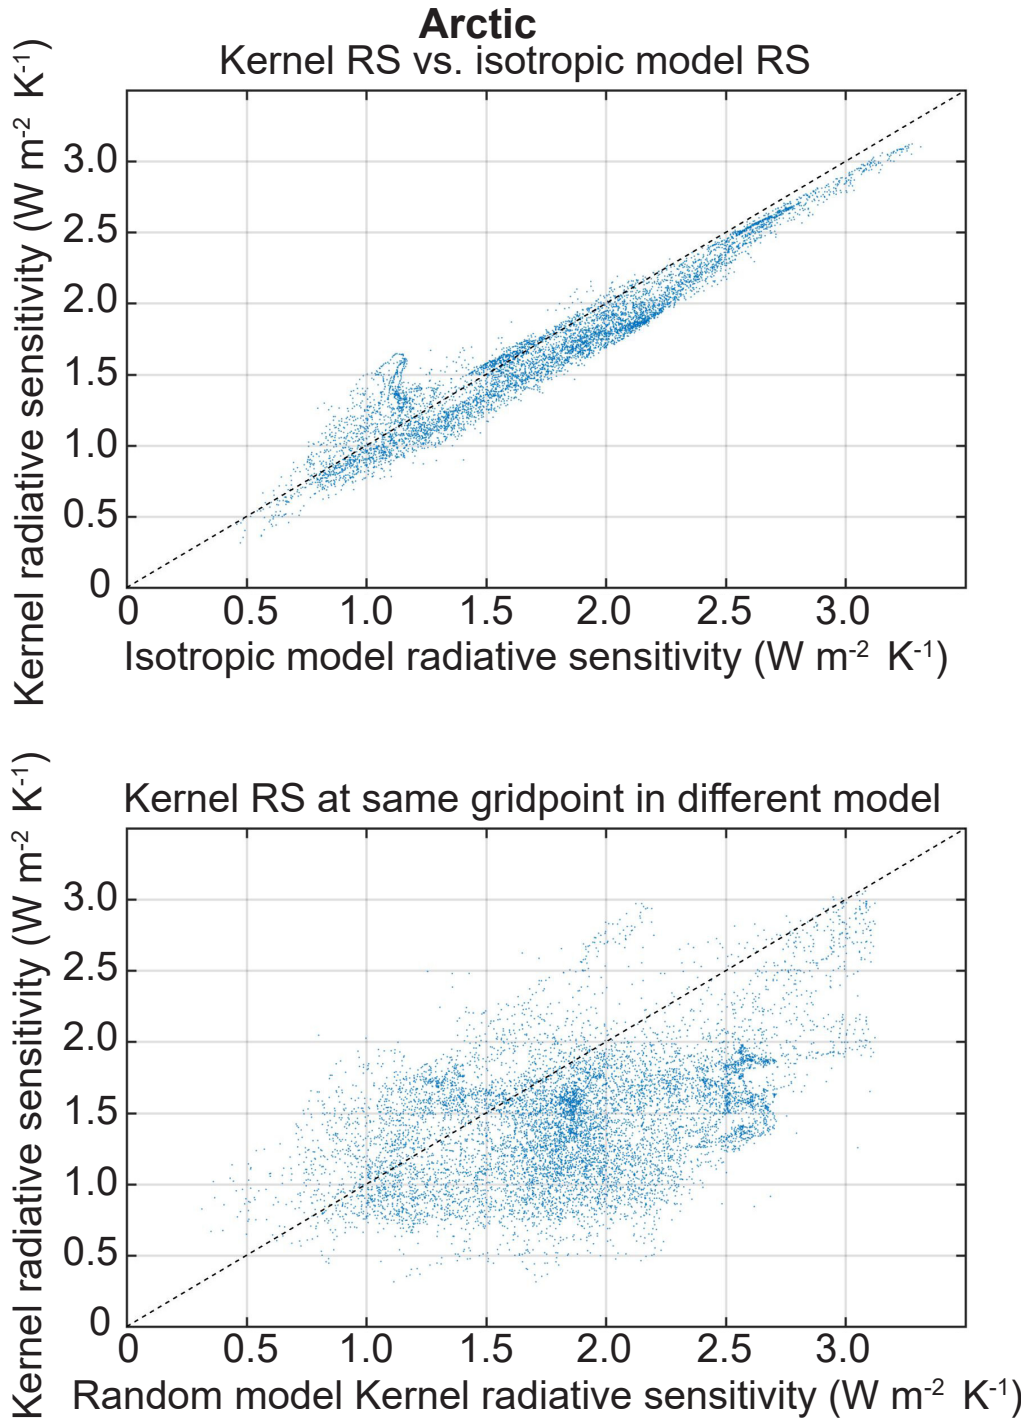 Arctic
Kernel RS vs. isotropic model RS
Kernel radiative sensitivity (W m-2 K-1)
3.0
2.5
2.0
1.5
1.0
0.5
0
0 0.5 1.0 1.5 2.0 2.5 3.0
Isotropic model radiative sensitivity (W m-2 K-1)
Kernel RS at same gridpoint in different model
Kernel radiative sensitivity (W m-2 K-1)
3.0
2.5
2.0
1.5
1.0
0.5
0
0 0.5 1.0 1.5 2.0 2.5 3.0
Random model Kernel radiative sensitivity (W m-2 K-1)